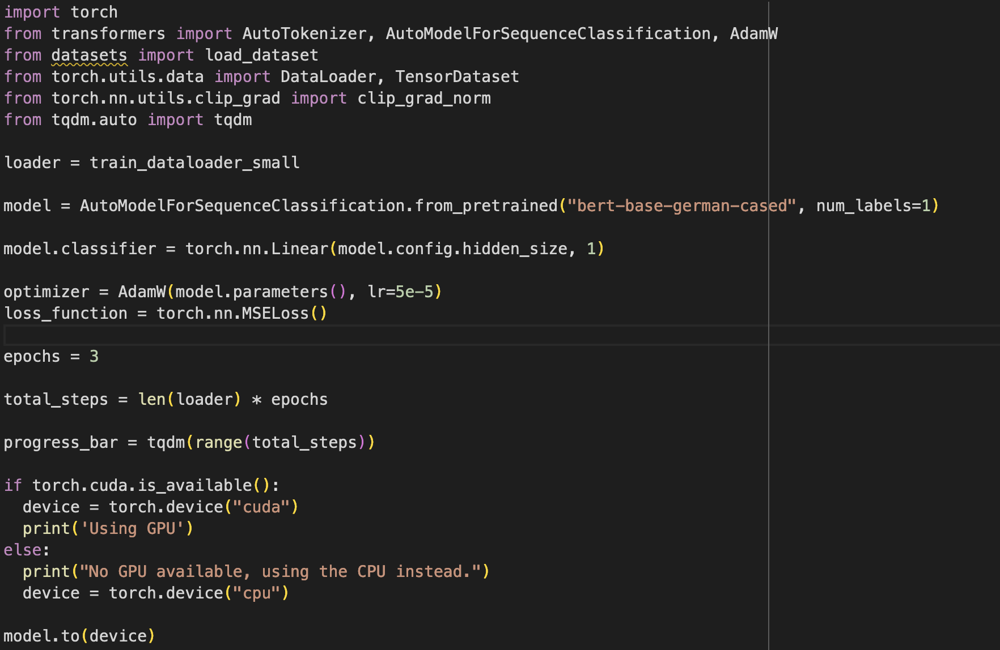 import torch
from transformers import AutoTokenizer, AutoModelForSequenceClassification, AdamW
from datasets import load_dataset
from torch.utils.data import DataLoader, TensorDataset
from torch.nn.utils.clip_grad import clip_grad_norm
from tqdm.auto import tqdm

loader = train_dataloader_small

model = AutoModelForSequenceClassification.from_pretrained("bert-base-german-cased", num_labels=1)

model.classifier = torch.nn.Linear(model.config.hidden_size, 1)

optimizer = AdamW(model.parameters(), lr=5e-5)
loss_function = torch.nn.MSELoss()

epochs = 3

total_steps = len(loader) * epochs

progress_bar = tqdm(range(total_steps))

if torch.cuda.is_available():
  device = torch.device("cuda")
  print('Using GPU')
else:
  print("No GPU available, using the CPU instead.")
  device = torch.device("cpu")

model.to(device)